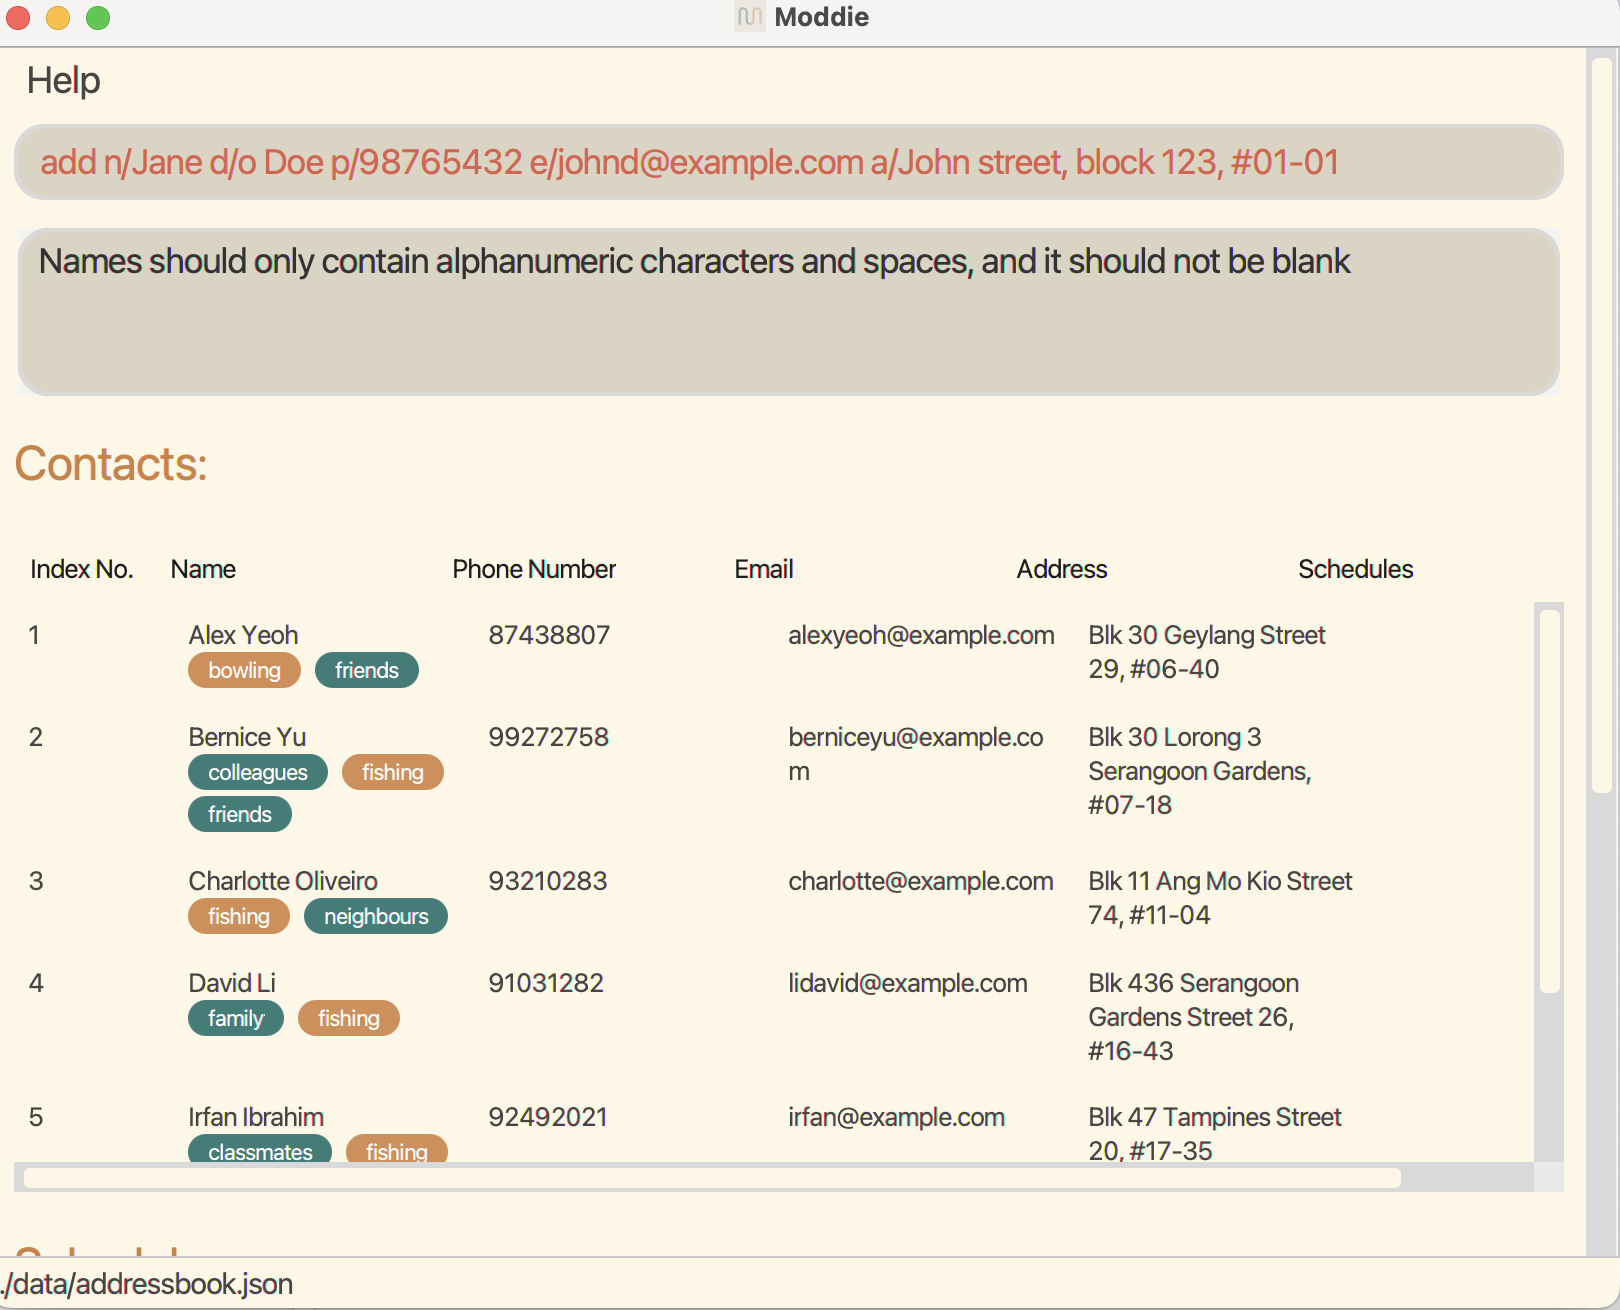 Moddie
Help
add n/Jane d/o Doe p/98765432 e/johnd@example.com a/John street, block 123, #01-01
Names should only contain alphanumeric characters and spaces, and it should not be blank
Contacts:
Index No. Name Phone Number Email Address Schedules
1 Alex Yeoh 87438807 alexyeoh@example.com Blk 30 Geylang Street
bowling friends 29, #06-40
2 Bernice Yu 99272758 berniceyu@example.co Blk 30 Lorong 3
colleagues fishing m Serangoon Gardens,
friends #07-18
3 Charlotte Oliveiro 93210283 charlotte@example.com Blk 11 Ang Mo Kio Street
fishing neighbours 74, #11-04
4 David Li 91031282 lidavid@example.com Blk 436 Serangoon
family fishing Gardens Street 26,
#16-43
5 Irfan Ibrahim 92492021 irfan@example.com Blk 47 Tampines Street
classmates fishing 20, #17-35
./data/addressbook.json